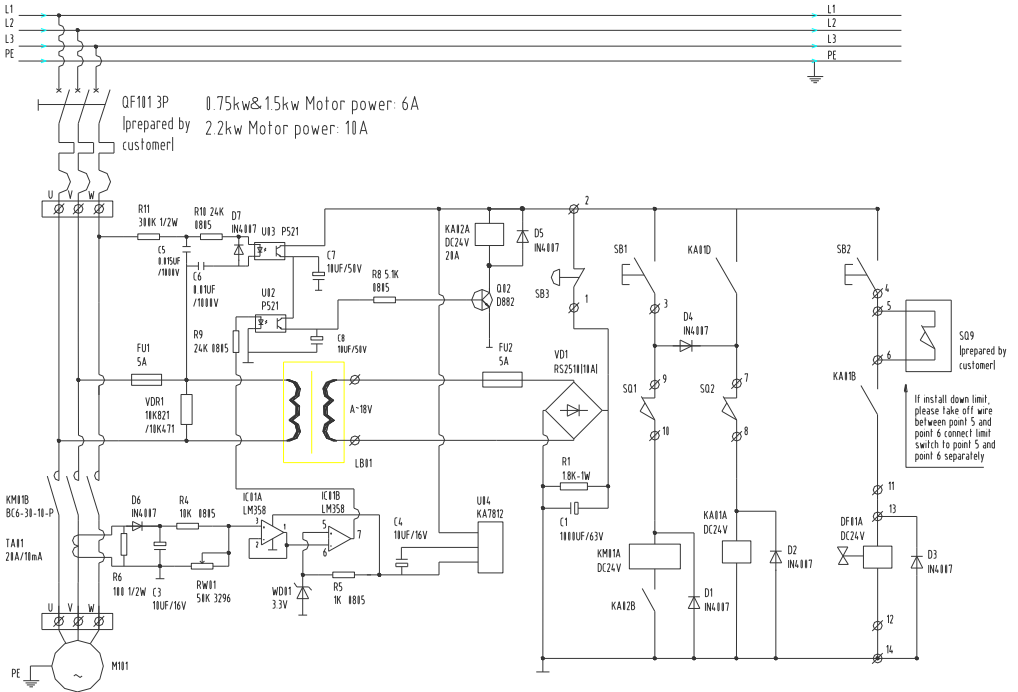 L1
L1
L2
L2
L3
L3
PE
PE
QF101 3P
|prepared by
customer|
0.75kw&1.5kw Motor power: 6A
2.2kw Motor power: 10A
U
V
W
R11
300K 1/2W
R10 24K
0805
D7
IN4007
U03 P521
C5
0.015UF
/1000V
C6
0.01UF
/1000V
C7
10UF/50V
U02
P521
R9
24K 0805
C8
10UF/50V
R8 5.1K
0805
KA02A
DC24V
20A
D5
IN4007
Q02
D882
2
SB3
1
SB1
3
KA01D
SB2
4
5
6
SQ9
|prepared by
customer|
D4
IN4007
FU1
5A
VDR1
10K821
/10K471
A~18V
LB01
FU2
5A
VD1
RS2510|10A|
9
SQ1
10
7
SQ2
8
KA01B
If install down limit,
please take off wire
between point 5 and
point 6 connect limit
switch to point 5 and
point 6 separately
R1
1.8K-1W
C1
1000UF/63V
11
13
KM01B
BC6-30-10-P
TA01
20A/10mA
D6
IN4007
R4
10K 0805
R6
100 1/2W
C3
10UF/16V
RW01
50K 3296
IC01A
LM358
3
2
1
IC01B
LM358
5
6
7
WD01
3.3V
R5
1K 0805
C4
10UF/16V
U04
KA7812
KM01A
DC24V
KA02B
D1
IN4007
KA01A
DC24V
D2
IN4007
DF01A
DC24V
D3
IN4007
12
14
U
V
W
PE
M101
~